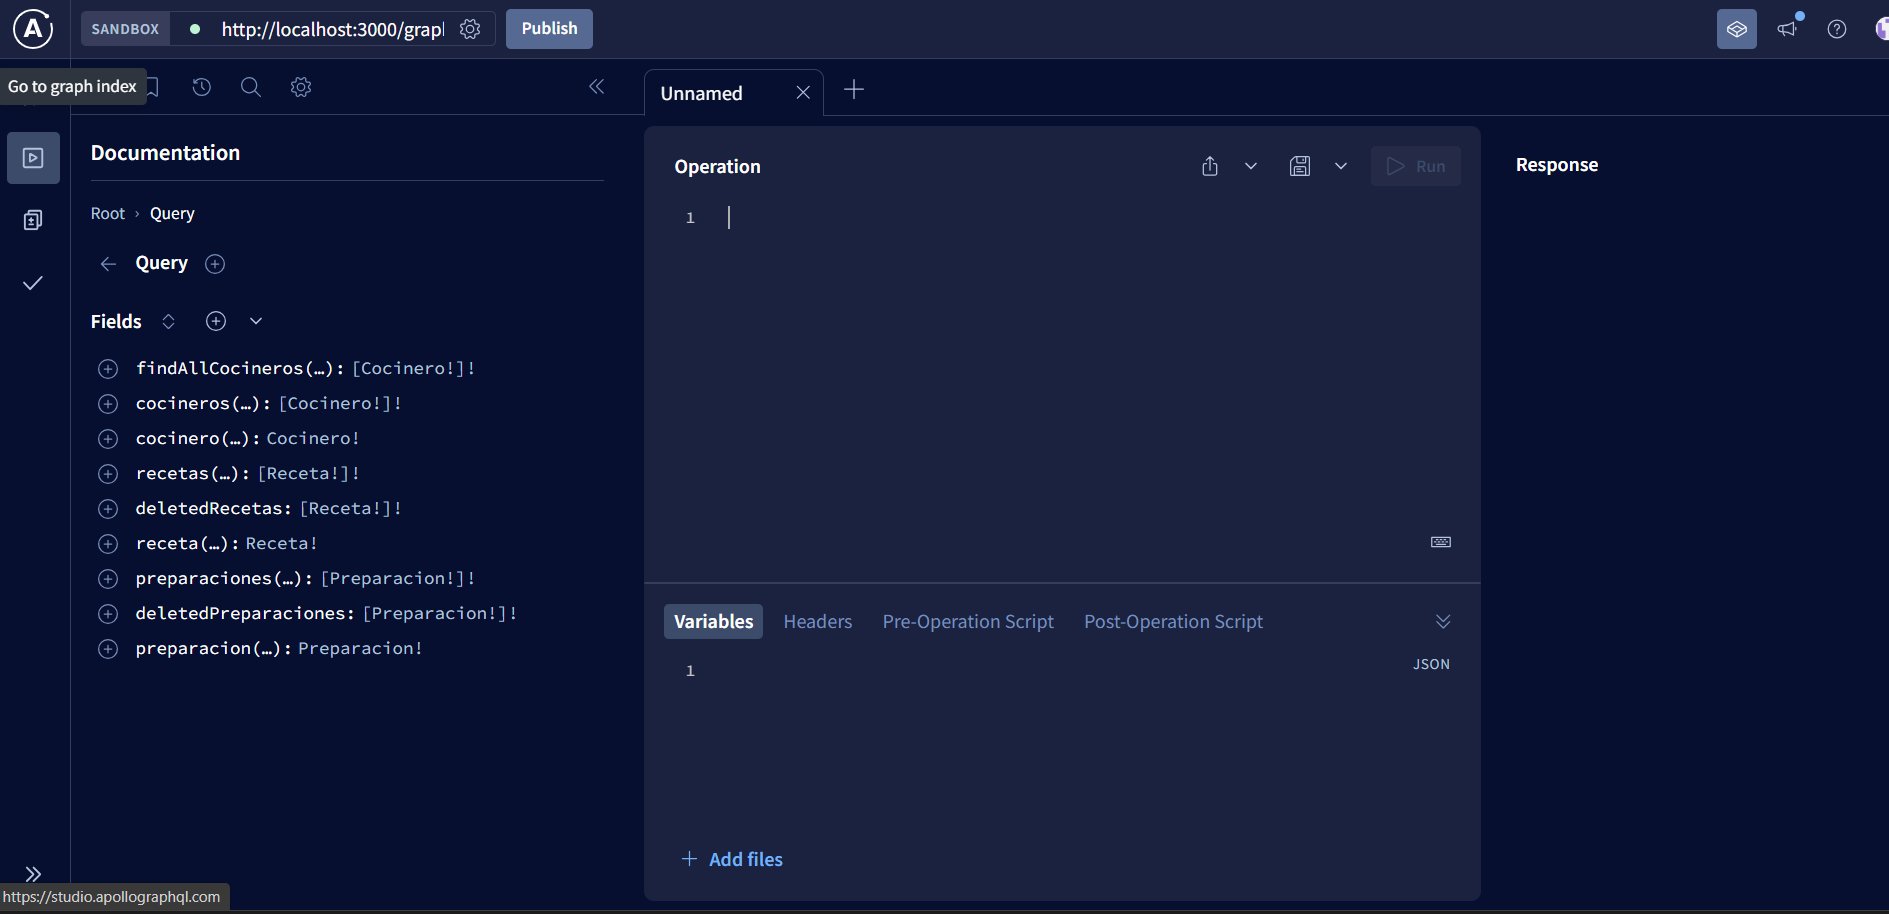 SANDBOX http://localhost:3000/grap Publish
Go to graph index
Unnamed
Documentation
Root › Query
Query
Fields
findAllCocineros(…): [Cocinero!]!
cocineros(…): [Cocinero!]!
cocinero(…): Cocinero!
recetas(…): [Receta!]!
deletedRecetas: [Receta!]!
receta(…): Receta!
preparaciones(…): [Preparacion!]!
deletedPreparaciones: [Preparacion!]!
preparacion(…): Preparacion!
Operation
Run
1
Variables Headers Pre-Operation Script Post-Operation Script
JSON
1
Add files
Response
https://studio.apollographql.com